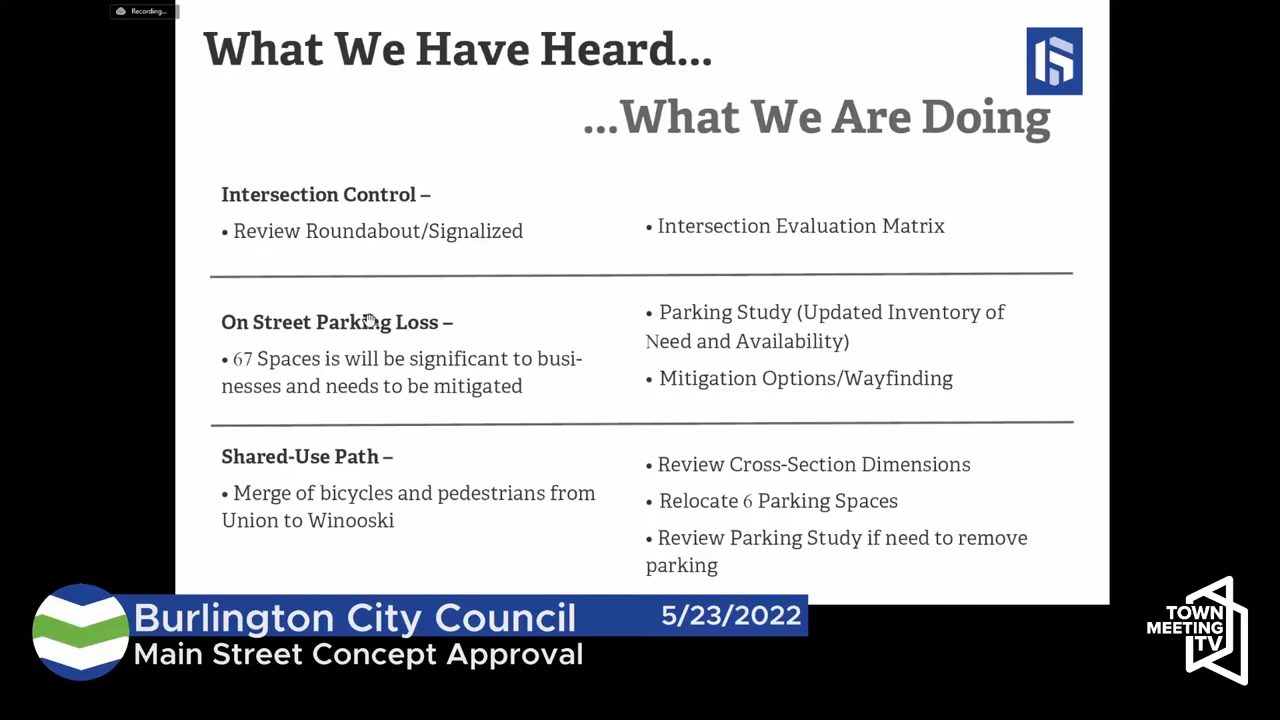 Recording...
What We Have Heard...
...What We Are Doing
Intersection Control –
• Review Roundabout/Signalized
• Intersection Evaluation Matrix
On Street Parking Loss –
• 67 Spaces is will be significant to busi-
nesses and needs to be mitigated
• Parking Study (Updated Inventory of
Need and Availability)
• Mitigation Options/Wayfinding
Shared-Use Path –
• Merge of bicycles and pedestrians from
Union to Winooski
• Review Cross-Section Dimensions
• Relocate 6 Parking Spaces
• Review Parking Study if need to remove
parking
Burlington City Council
5/23/2022
Main Street Concept Approval
TOWN
MEETING
TV